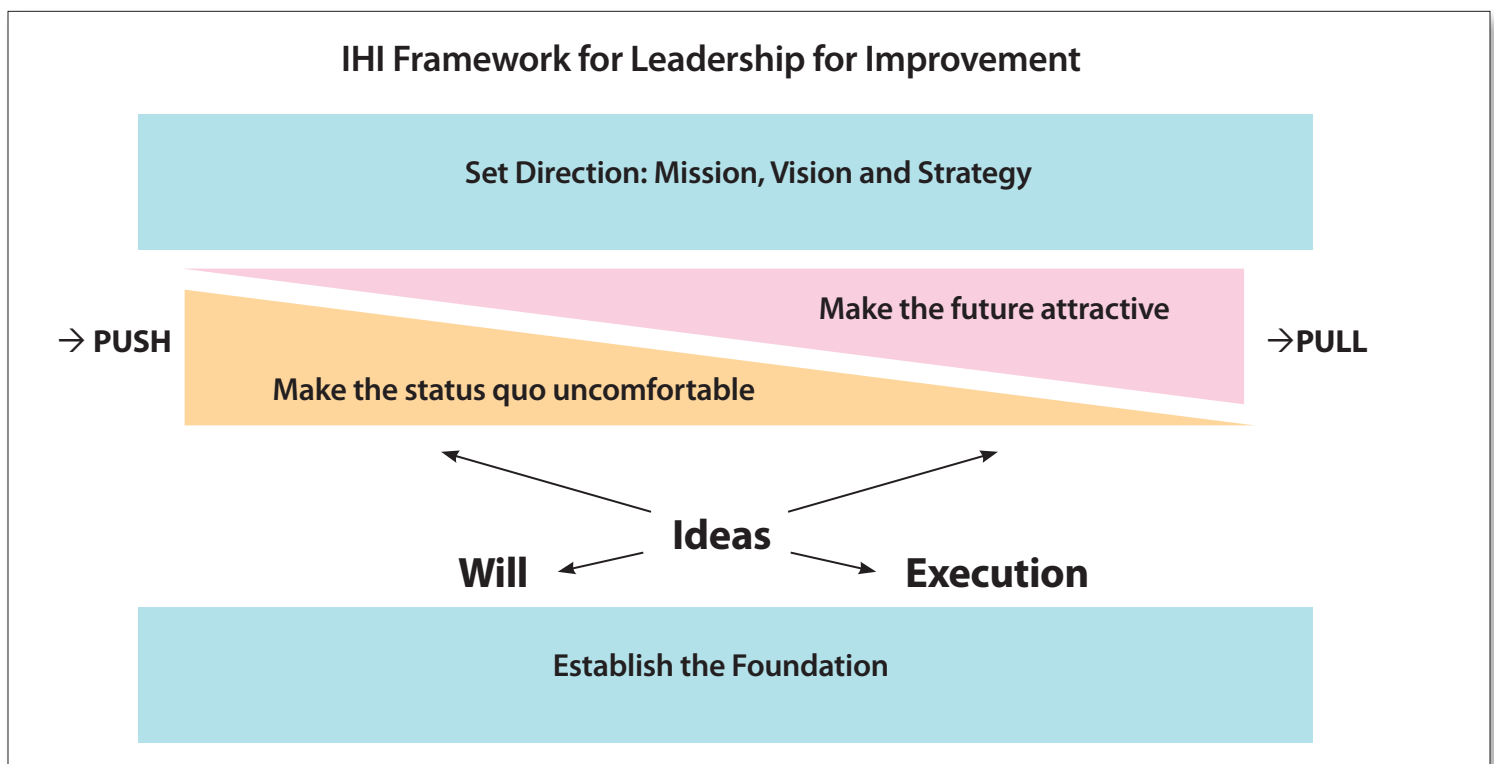 IHI Framework for Leadership for Improvement
Set Direction: Mission, Vision and Strategy
Make the future attractive
→ PUSH
→PULL
Make the status quo uncomfortable
Ideas
Will
Execution
Establish the Foundation